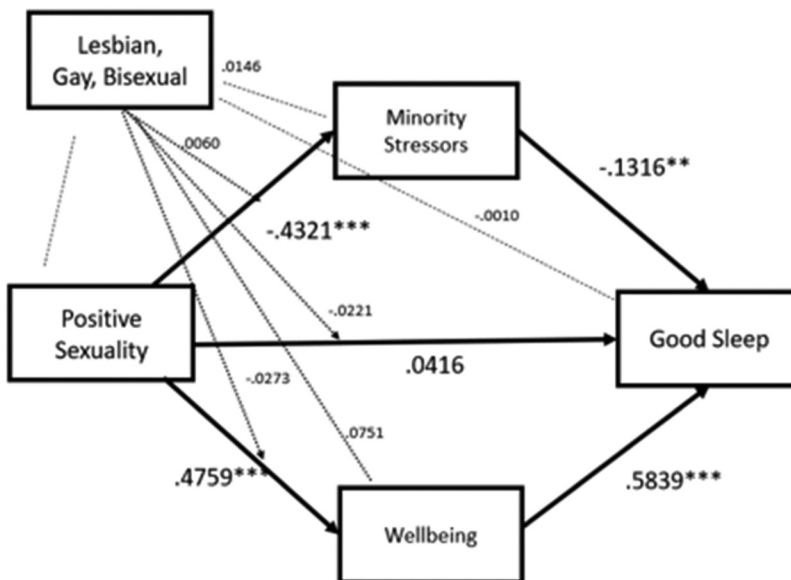 Lesbian,
Gay, Bisexual
.0146
Minority
Stressors
.0060
-.1316**
-.4321***
-.0010
Positive
Sexuality
-.0221
.0416
Good Sleep
-.0273
.0751
.4759***
.5839***
Wellbeing